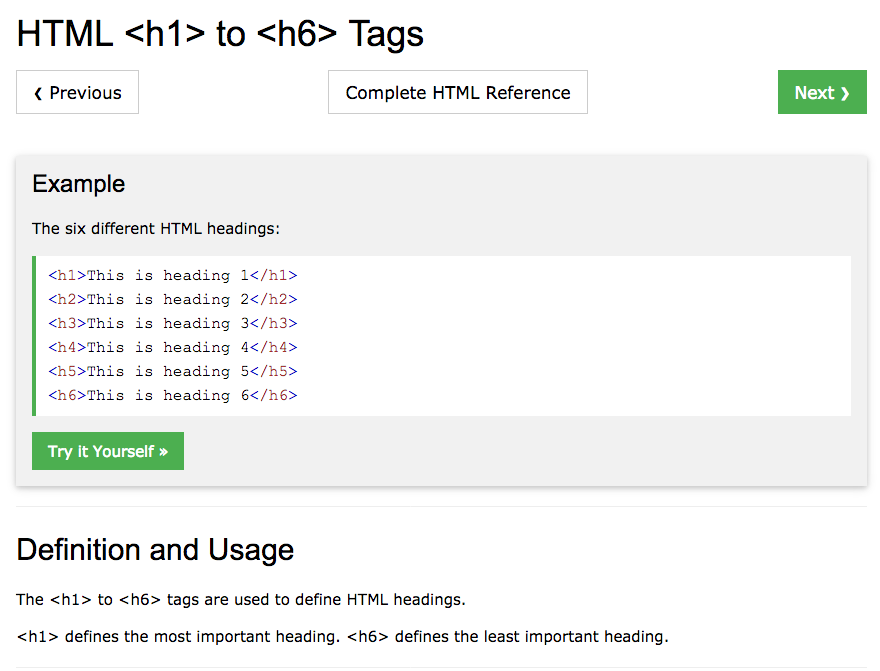 HTML <h1> to <h6> Tags
❮ Previous
Complete HTML Reference
Next ❯
Example
The six different HTML headings:
<h1>This is heading 1</h1>
<h2>This is heading 2</h2>
<h3>This is heading 3</h3>
<h4>This is heading 4</h4>
<h5>This is heading 5</h5>
<h6>This is heading 6</h6>
Try it Yourself »
Definition and Usage
The <h1> to <h6> tags are used to define HTML headings.
<h1> defines the most important heading. <h6> defines the least important heading.